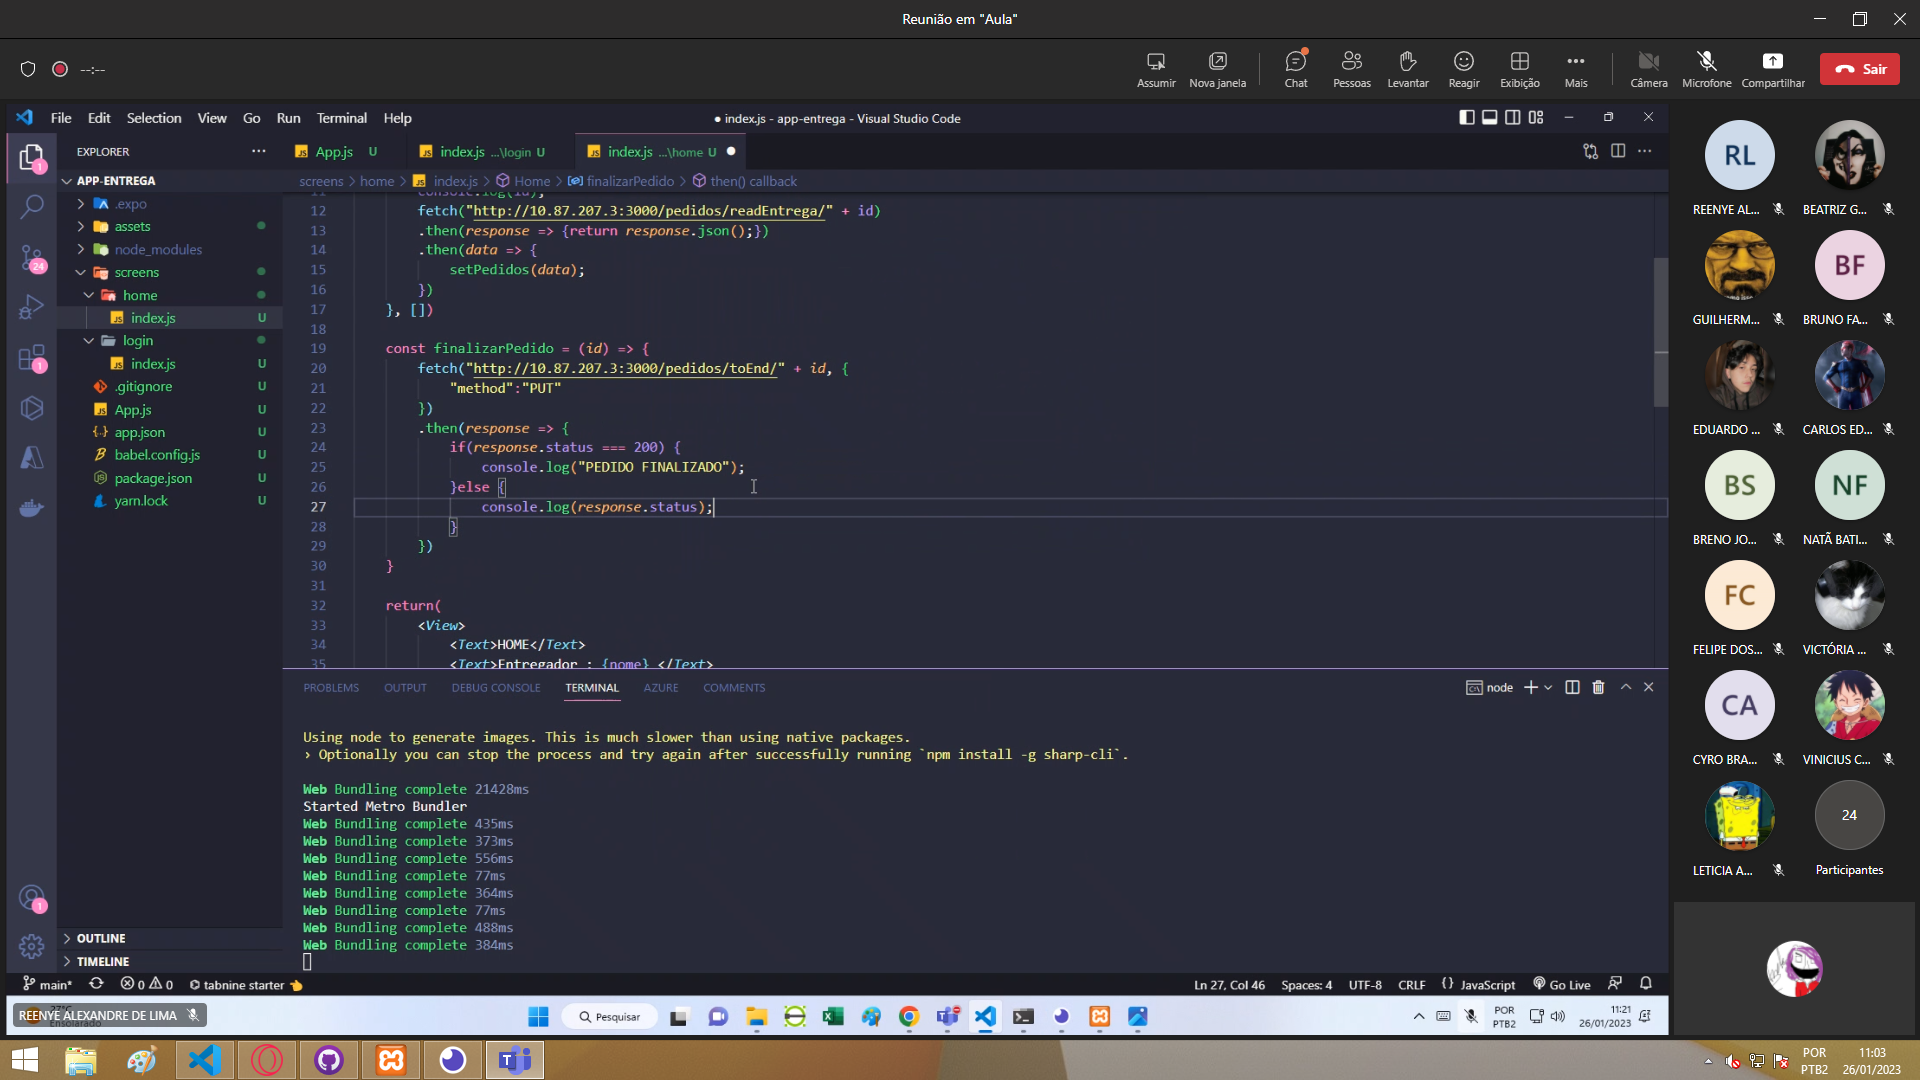 Reunião em "Aula"
--:--
Assumir
Nova janela
Chat
Pessoas
Levantar
Reagir
Exibição
Mais
Câmera
Microfone
Compartilhar
Sair
File Edit Selection View Go Run Terminal Help
● index.js - app-entrega - Visual Studio Code
EXPLORER
APP-ENTREGA
.expo
assets
node_modules
screens
home
index.js U
login
index.js U
.gitignore U
App.js U
app.json U
babel.config.js U
package.json U
yarn.lock U
OUTLINE
TIMELINE
1
24
1
1
App.js U
index.js ...\login U
index.js ...\home U ●
screens > home > index.js > Home > finalizarPedido > then() callback
11 console.log(id);
12 fetch("http://10.87.207.3:3000/pedidos/readEntrega/" + id)
13 .then(response => {return response.json();})
14 .then(data => {
15 setPedidos(data);
16 })
17 }, [])
18
19 const finalizarPedido = (id) => {
20 fetch("http://10.87.207.3:3000/pedidos/toEnd/" + id, {
21 "method":"PUT"
22 })
23 .then(response => {
24 if(response.status === 200) {
25 console.log("PEDIDO FINALIZADO");
26 }else {
27 console.log(response.status);
28 }
29 })
30 }
31
32 return(
33 <View>
34 <Text>HOME</Text>
35 <Text>Entregador : {nome} </Text>
PROBLEMS OUTPUT DEBUG CONSOLE TERMINAL AZURE COMMENTS
node
Using node to generate images. This is much slower than using native packages.
› Optionally you can stop the process and try again after successfully running `npm install -g sharp-cli`.
Web Bundling complete 21428ms
Started Metro Bundler
Web Bundling complete 435ms
Web Bundling complete 373ms
Web Bundling complete 556ms
Web Bundling complete 77ms
Web Bundling complete 364ms
Web Bundling complete 77ms
Web Bundling complete 488ms
Web Bundling complete 384ms
main*
0 0
tabnine starter
Ln 27, Col 46
Spaces: 4
UTF-8
CRLF
{} JavaScript
Go Live
REENYE ALEXANDRE DE LIMA
Pesquisar
POR
PTB2
11:21
26/01/2023
RL
REENYE AL...
BEATRIZ G...
GUILHERM...
BF
BRUNO FA...
EDUARDO ...
CARLOS ED...
BS
BRENO JO...
NF
NATÃ BATI...
FC
FELIPE DOS...
VICTÓRIA ...
CA
CYRO BRA...
VINICIUS C...
LETICIA A...
24
Participantes
POR
PTB2
11:03
26/01/2023